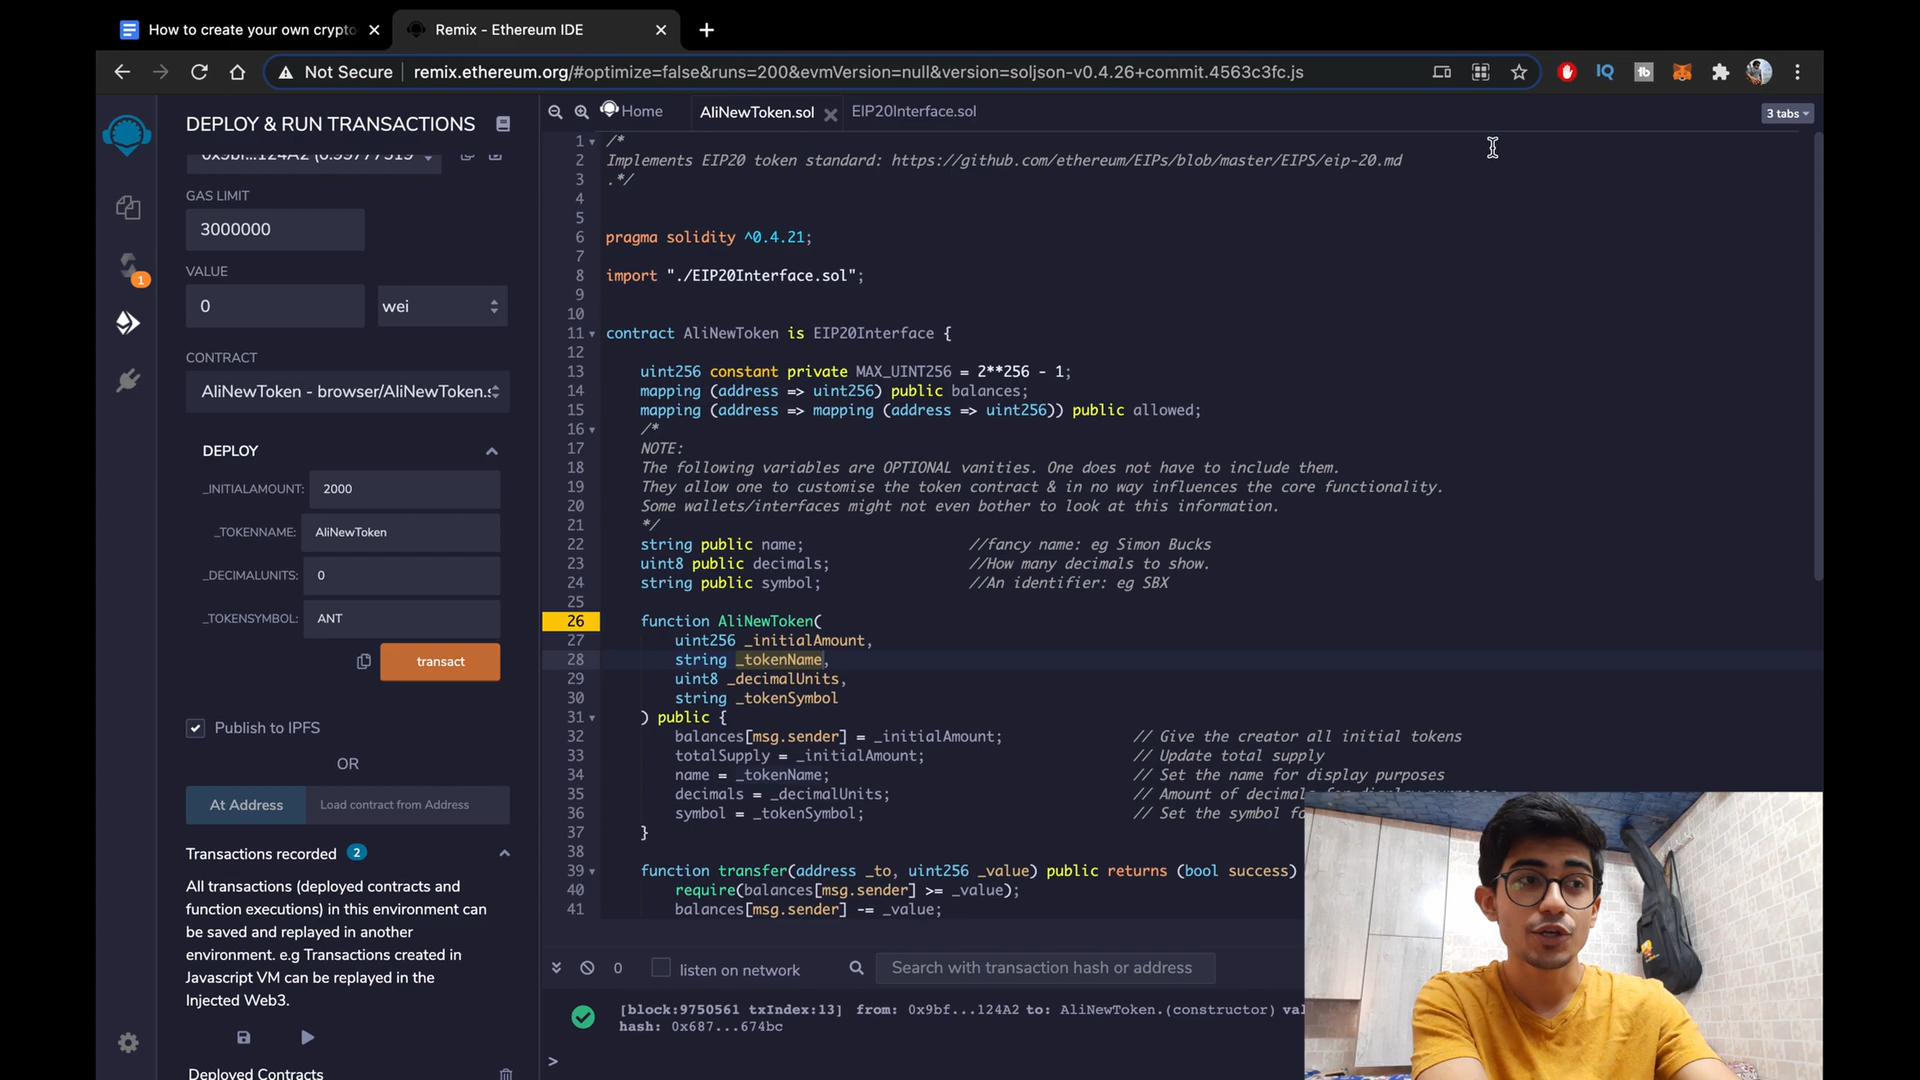 How to create your own crypto
Remix - Ethereum IDE
Not Secure
remix.ethereum.org/#optimize=false&runs=200&evmVersion=null&version=soljson-v0.4.26+commit.4563c3fc.js
DEPLOY & RUN TRANSACTIONS
0x9bf...124A2 (0.99777519
GAS LIMIT
3000000
VALUE
0
wei
CONTRACT
AliNewToken - browser/AliNewToken.s
DEPLOY
_INITIALAMOUNT: 2000
_TOKENNAME: AliNewToken
_DECIMALUNITS: 0
_TOKENSYMBOL: ANT
transact
Publish to IPFS
OR
At Address
Load contract from Address
Transactions recorded 2
All transactions (deployed contracts and
function executions) in this environment can
be saved and replayed in another
environment. e.g Transactions created in
Javascript VM can be replayed in the
Injected Web3.
Deployed Contracts
1
Home
AliNewToken.sol
EIP20Interface.sol
3 tabs
1 /*
2 Implements EIP20 token standard: https://github.com/ethereum/EIPs/blob/master/EIPS/eip-20.md
3 .*/
4
5
6 pragma solidity ^0.4.21;
7
8 import "./EIP20Interface.sol";
9
10
11 contract AliNewToken is EIP20Interface {
12
13 uint256 constant private MAX_UINT256 = 2**256 - 1;
14 mapping (address => uint256) public balances;
15 mapping (address => mapping (address => uint256)) public allowed;
16 /*
17 NOTE:
18 The following variables are OPTIONAL vanities. One does not have to include them.
19 They allow one to customise the token contract & in no way influences the core functionality.
20 Some wallets/interfaces might not even bother to look at this information.
21 */
22 string public name; //fancy name: eg Simon Bucks
23 uint8 public decimals; //How many decimals to show.
24 string public symbol; //An identifier: eg SBX
25
26 function AliNewToken(
27 uint256 _initialAmount,
28 string _tokenName,
29 uint8 _decimalUnits,
30 string _tokenSymbol
31 ) public {
32 balances[msg.sender] = _initialAmount; // Give the creator all initial tokens
33 totalSupply = _initialAmount; // Update total supply
34 name = _tokenName; // Set the name for display purposes
35 decimals = _decimalUnits; // Amount of decimals for display purposes
36 symbol = _tokenSymbol; // Set the symbol fo
37 }
38
39 function transfer(address _to, uint256 _value) public returns (bool success)
40 require(balances[msg.sender] >= _value);
41 balances[msg.sender] -= _value;
0
listen on network
Search with transaction hash or address
[block:9750561 txIndex:13] from: 0x9bf...124A2 to: AliNewToken.(constructor) val
hash: 0x687...674bc
>
IQ
tb